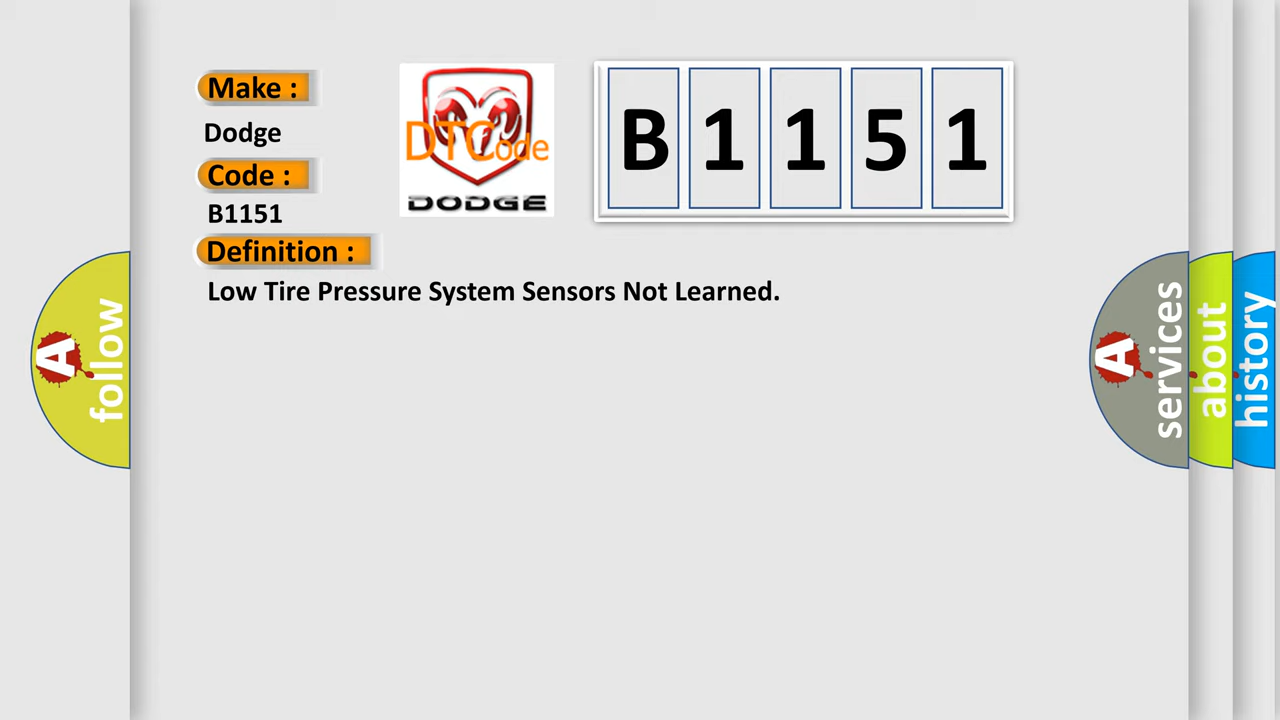 Make :
Dodge
Code :
B1151
Definition :
Low Tire Pressure System Sensors Not Learned.
DTCode
DODGE
B 1 1 5 1
A follow
A services
about
history